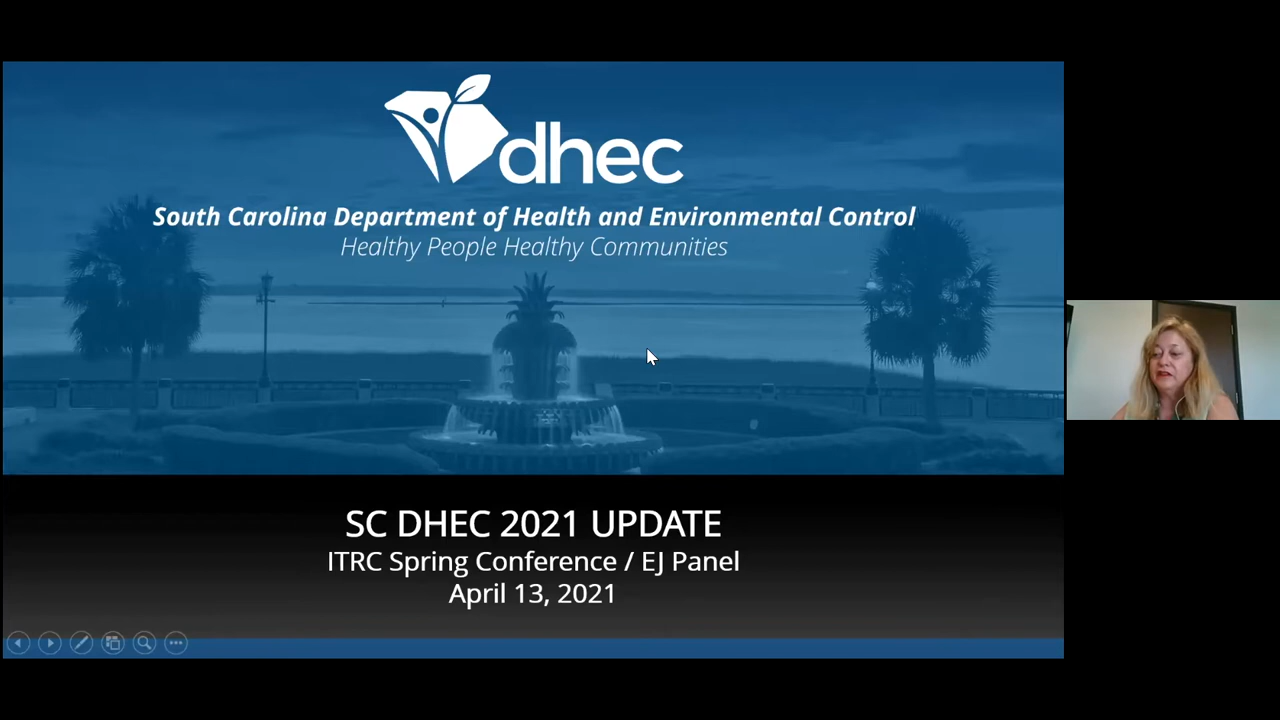 dhec
South Carolina Department of Health and Environmental Control
Healthy People Healthy Communities
SC DHEC 2021 UPDATE
ITRC Spring Conference / EJ Panel
April 13, 2021